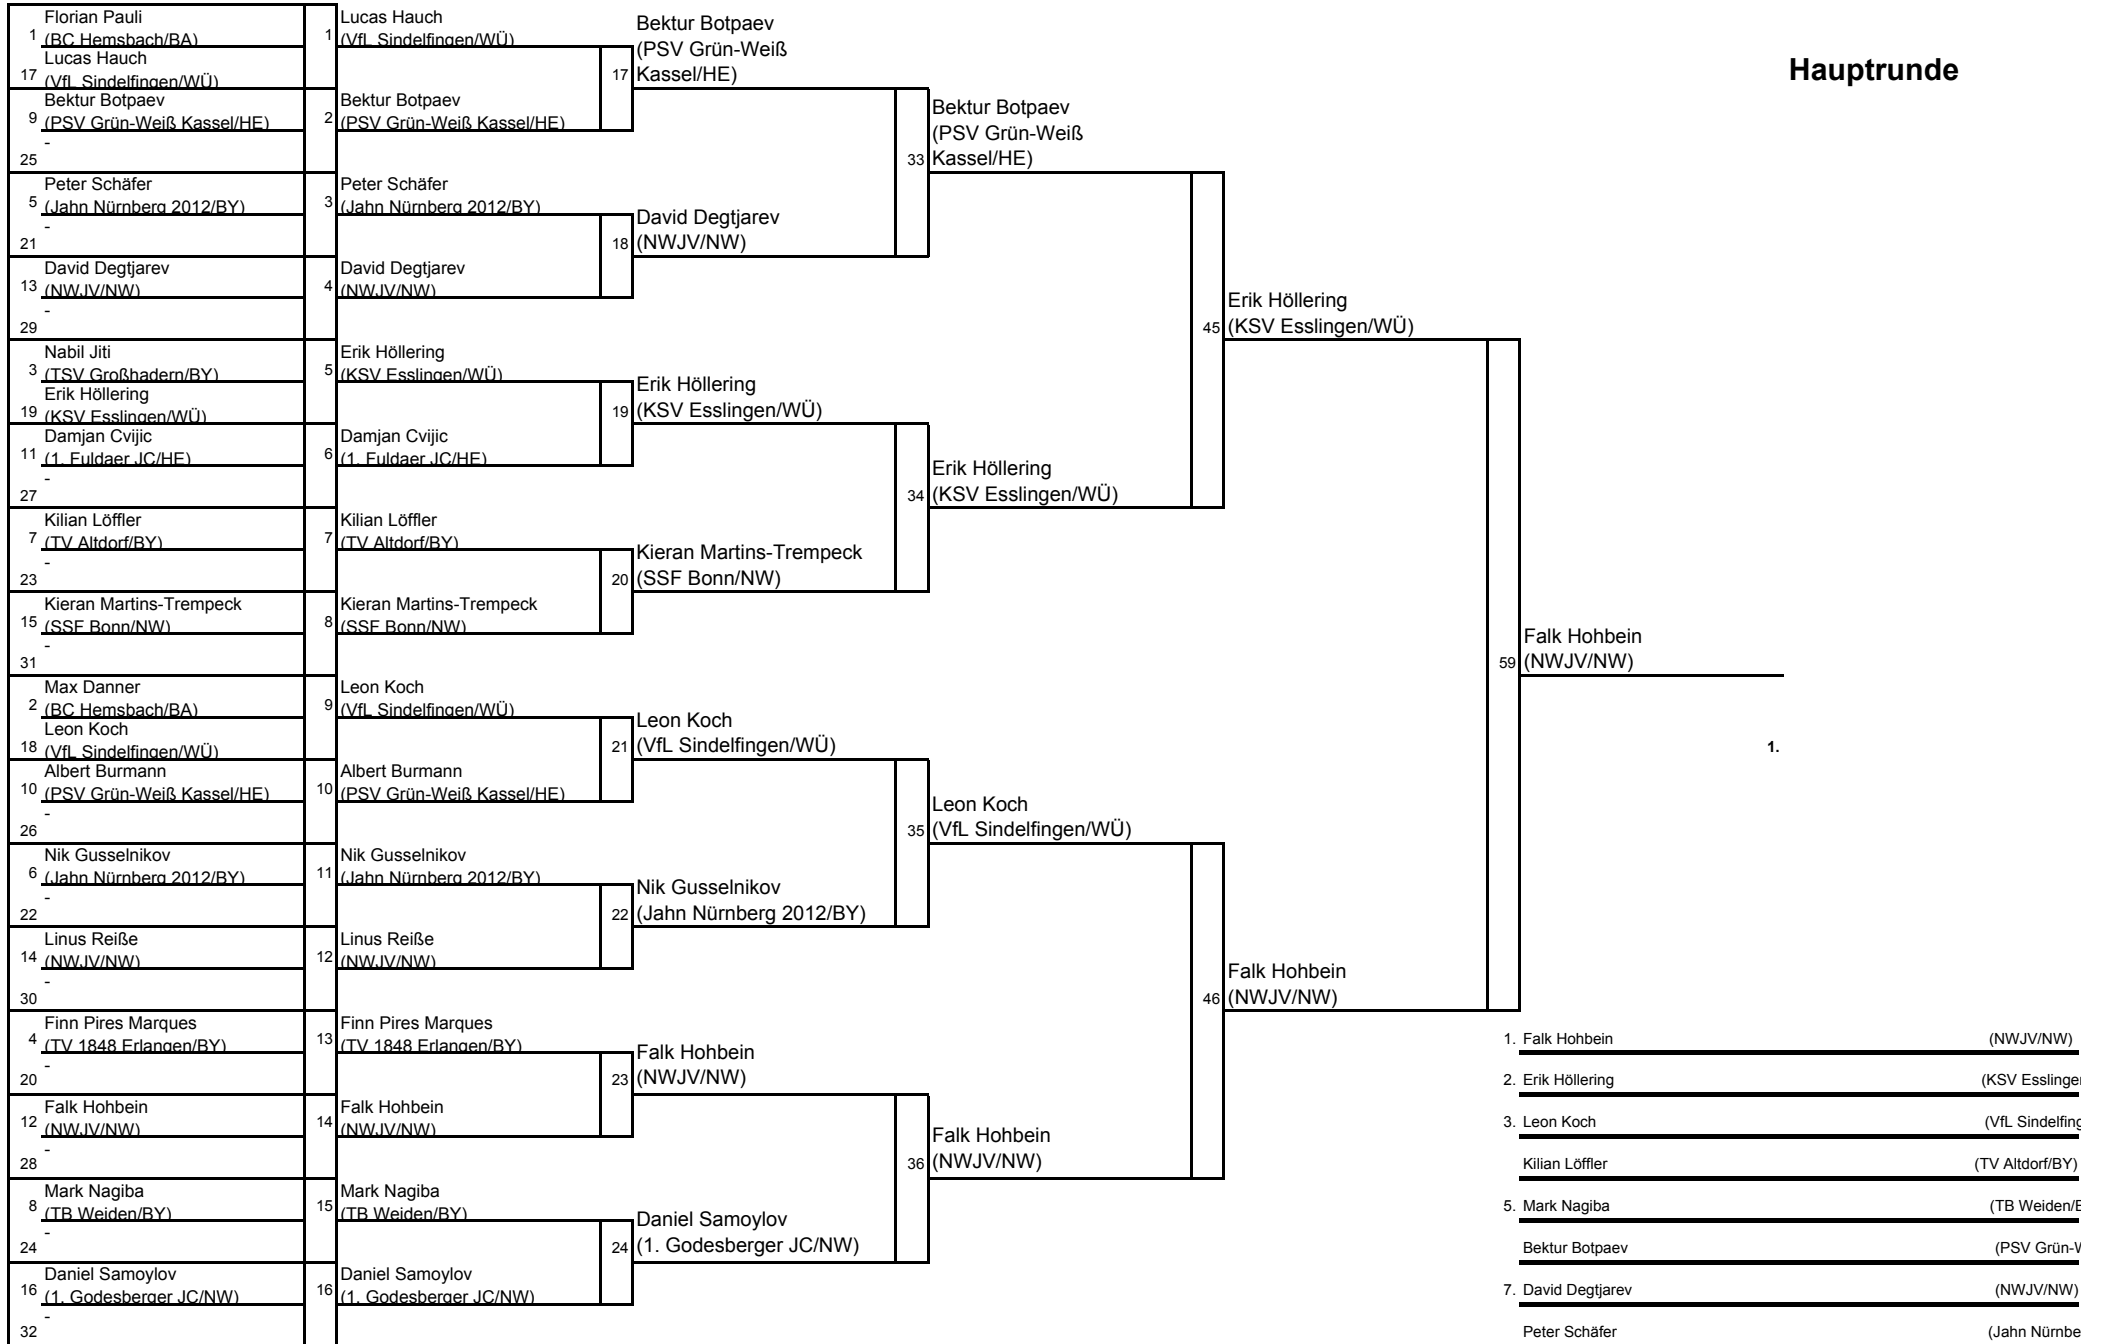 Hauptrunde
1 Florian Pauli
(BC Hemsbach/BA)
17 Lucas Hauch
(VfL Sindelfingen/WÜ)
9 Bektur Botpaev
(PSV Grün-Weiß Kassel/HE)
25 -
5 Peter Schäfer
(Jahn Nürnberg 2012/BY)
21 -
13 David Degtjarev
(NWJV/NW)
29 -
3 Nabil Jiti
(TSV Großhadern/BY)
19 Erik Höllering
(KSV Esslingen/WÜ)
11 Damjan Cvijic
(1. Fuldaer JC/HE)
27 -
7 Kilian Löffler
(TV Altdorf/BY)
23 -
15 Kieran Martins-Trempeck
(SSF Bonn/NW)
31 -
2 Max Danner
(BC Hemsbach/BA)
18 Leon Koch
(VfL Sindelfingen/WÜ)
10 Albert Burmann
(PSV Grün-Weiß Kassel/HE)
26 -
6 Nik Gusselnikov
(Jahn Nürnberg 2012/BY)
22 -
14 Linus Reiße
(NWJV/NW)
30 -
4 Finn Pires Marques
(TV 1848 Erlangen/BY)
20 -
12 Falk Hohbein
(NWJV/NW)
28 -
8 Mark Nagiba
(TB Weiden/BY)
24 -
16 Daniel Samoylov
(1. Godesberger JC/NW)
32 -
1 Lucas Hauch
(VfL Sindelfingen/WÜ)
2 Bektur Botpaev
(PSV Grün-Weiß Kassel/HE)
3 Peter Schäfer
(Jahn Nürnberg 2012/BY)
4 David Degtjarev
(NWJV/NW)
5 Erik Höllering
(KSV Esslingen/WÜ)
6 Damjan Cvijic
(1. Fuldaer JC/HE)
7 Kilian Löffler
(TV Altdorf/BY)
8 Kieran Martins-Trempeck
(SSF Bonn/NW)
9 Leon Koch
(VfL Sindelfingen/WÜ)
10 Albert Burmann
(PSV Grün-Weiß Kassel/HE)
11 Nik Gusselnikov
(Jahn Nürnberg 2012/BY)
12 Linus Reiße
(NWJV/NW)
13 Finn Pires Marques
(TV 1848 Erlangen/BY)
14 Falk Hohbein
(NWJV/NW)
15 Mark Nagiba
(TB Weiden/BY)
16 Daniel Samoylov
(1. Godesberger JC/NW)
Bektur Botpaev
(PSV Grün-Weiß
17 Kassel/HE)
David Degtjarev
18 (NWJV/NW)
Erik Höllering
19 (KSV Esslingen/WÜ)
Kieran Martins-Trempeck
20 (SSF Bonn/NW)
Leon Koch
21 (VfL Sindelfingen/WÜ)
Nik Gusselnikov
22 (Jahn Nürnberg 2012/BY)
Falk Hohbein
23 (NWJV/NW)
Daniel Samoylov
24 (1. Godesberger JC/NW)
Bektur Botpaev
(PSV Grün-Weiß
33 Kassel/HE)
Erik Höllering
34 (KSV Esslingen/WÜ)
Leon Koch
35 (VfL Sindelfingen/WÜ)
Falk Hohbein
36 (NWJV/NW)
Erik Höllering
45 (KSV Esslingen/WÜ)
Falk Hohbein
46 (NWJV/NW)
Falk Hohbein
59 (NWJV/NW)
1.
1. Falk Hohbein (NWJV/NW)
2. Erik Höllering (KSV Esslinge
3. Leon Koch (VfL Sindelfing
Kilian Löffler (TV Altdorf/BY)
5. Mark Nagiba (TB Weiden/
Bektur Botpaev (PSV Grün-
7. David Degtjarev (NWJV/NW)
Peter Schäfer (Jahn Nürnbe